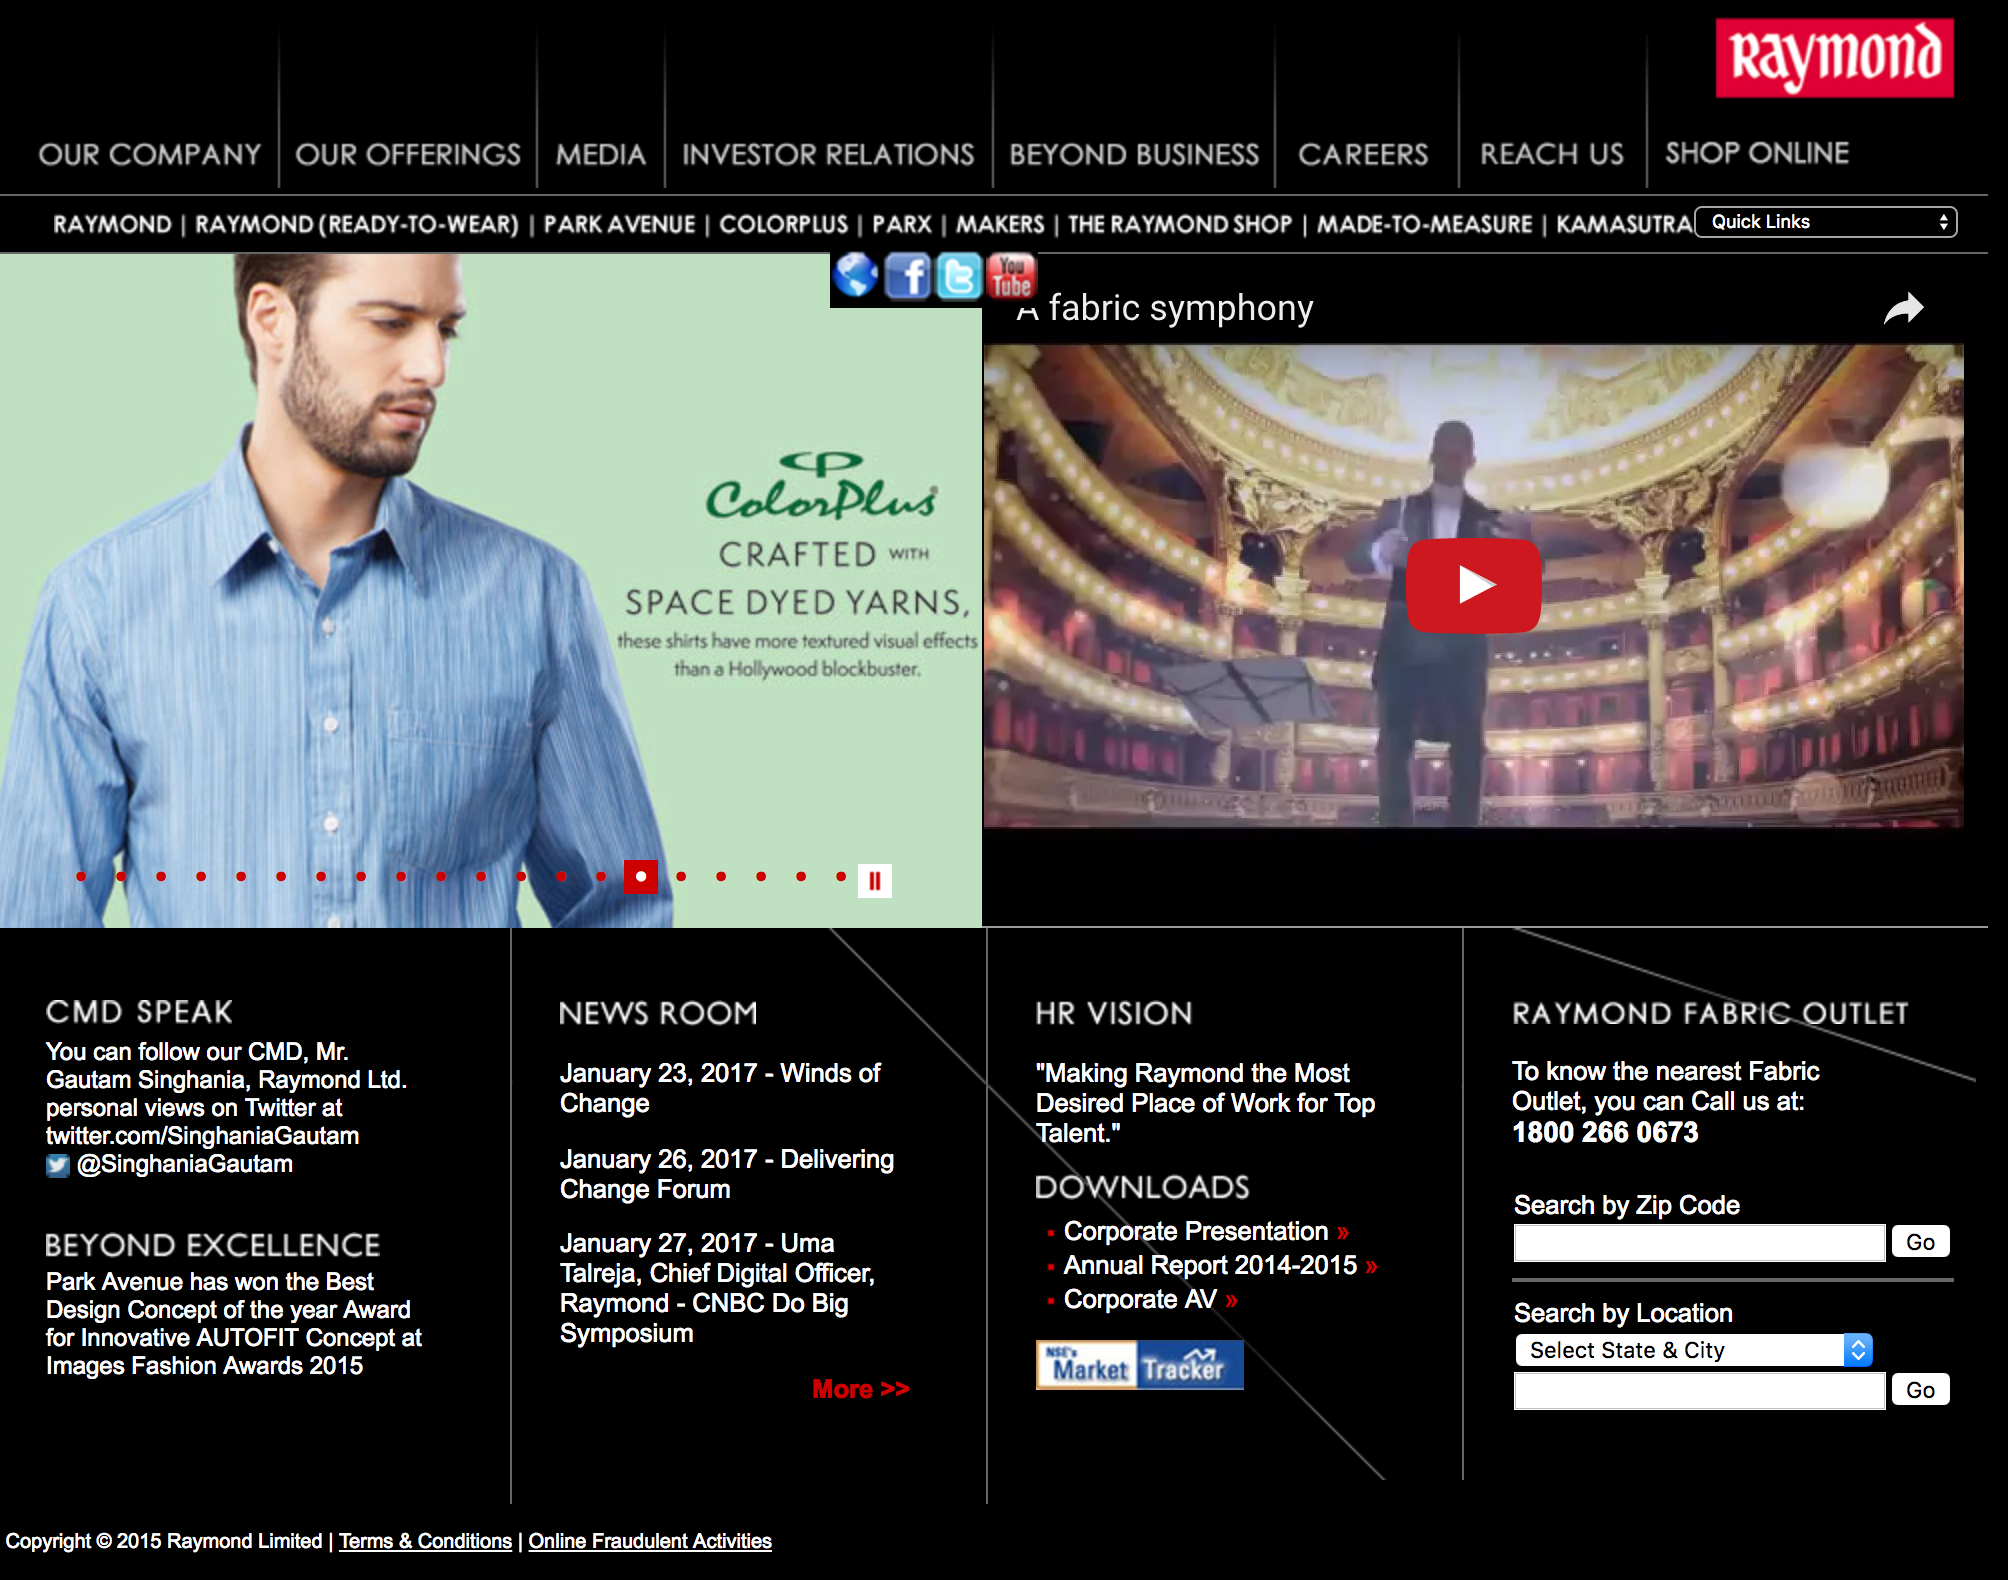 Raymond
OUR COMPANY
OUR OFFERINGS
MEDIA
INVESTOR RELATIONS
BEYOND BUSINESS
CAREERS
REACH US
SHOP ONLINE
RAYMOND | RAYMOND (READY-TO-WEAR) | PARK AVENUE | COLORPLUS | PARX | MAKERS | THE RAYMOND SHOP | MADE-TO-MEASURE | KAMASUTRA
Quick Links
You Tube
CP
ColorPlus®
CRAFTED WITH
SPACE DYED YARNS,
these shirts have more textured visual effects
than a Hollywood blockbuster.
A fabric symphony
CMD SPEAK
You can follow our CMD, Mr.
Gautam Singhania, Raymond Ltd.
personal views on Twitter at
twitter.com/SinghaniaGautam
@SinghaniaGautam
BEYOND EXCELLENCE
Park Avenue has won the Best
Design Concept of the year Award
for Innovative AUTOFIT Concept at
Images Fashion Awards 2015
NEWS ROOM
January 23, 2017 - Winds of
Change
January 26, 2017 - Delivering
Change Forum
January 27, 2017 - Uma
Talreja, Chief Digital Officer,
Raymond - CNBC Do Big
Symposium
More >>
HR VISION
"Making Raymond the Most
Desired Place of Work for Top
Talent."
DOWNLOADS
Corporate Presentation »
Annual Report 2014-2015 »
Corporate AV »
NSE's
Market Tracker
RAYMOND FABRIC OUTLET
To know the nearest Fabric
Outlet, you can Call us at:
1800 266 0673
Search by Zip Code
Go
Search by Location
Select State & City
Go
Copyright © 2015 Raymond Limited | Terms & Conditions | Online Fraudulent Activities